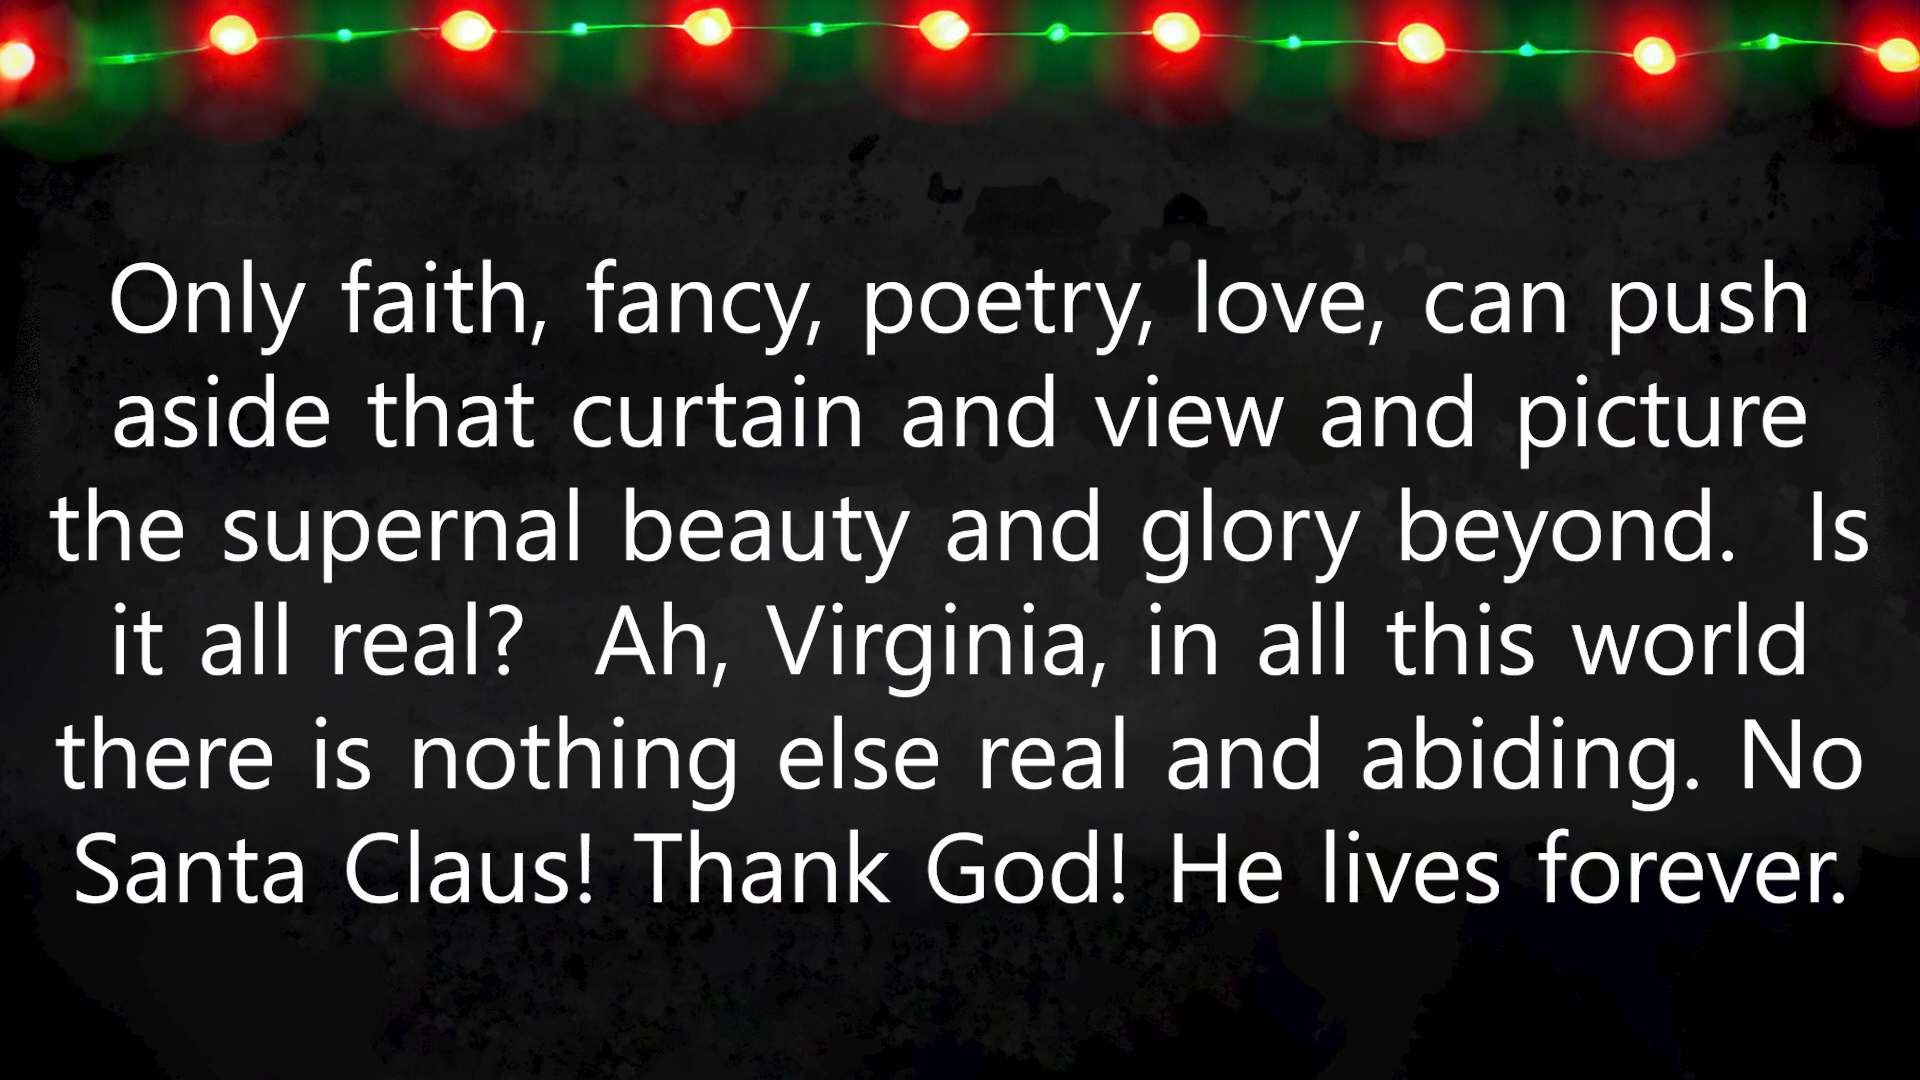 Only faith, fancy, poetry, love, can push
aside that curtain and view and picture
the supernal beauty and glory beyond.  Is
it all real?  Ah, Virginia, in all this world
there is nothing else real and abiding. No
Santa Claus! Thank God! He lives forever.